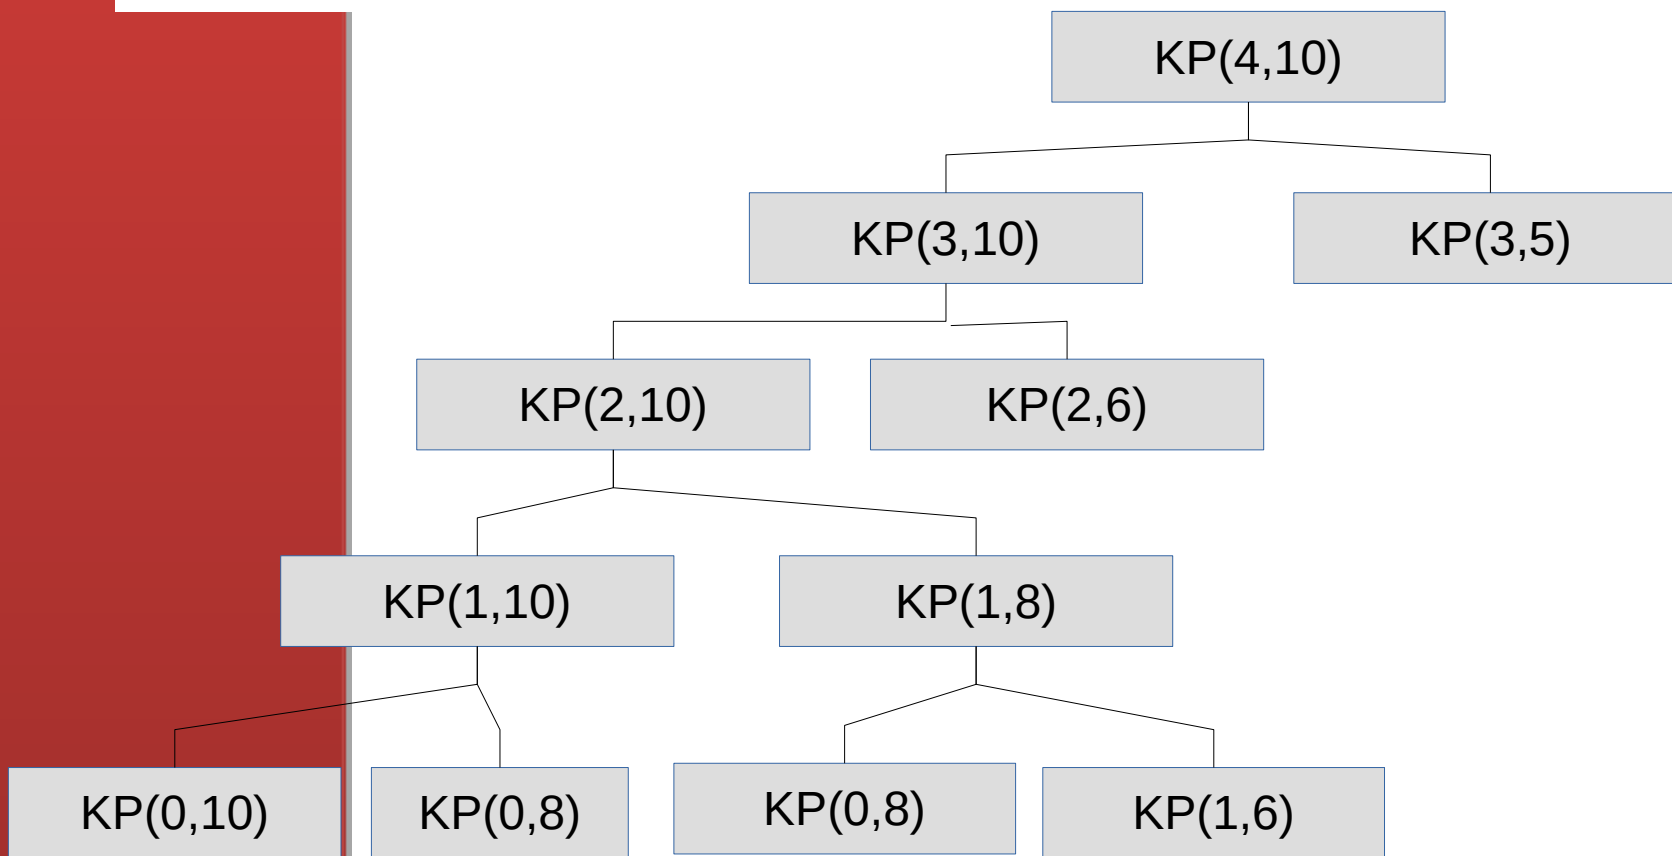 KP(4,10)
KP(3,10)
KP(3,5)
KP(2,10)
KP(2,6)
KP(1,10)
KP(1,8)
KP(0,10)
KP(0,8)
KP(0,8)
KP(1,6)